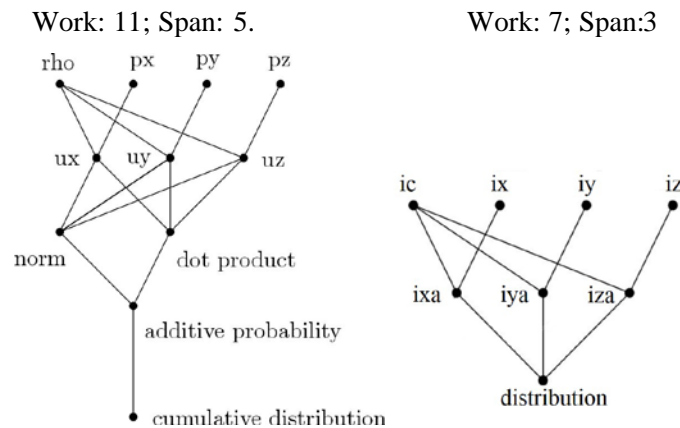 Work: 11; Span: 5.
Work: 7; Span:3
rho px py pz
ux uy uz
norm dot product
additive probability
cumulative distribution
ic ix iy iz
ixa iya iza
distribution